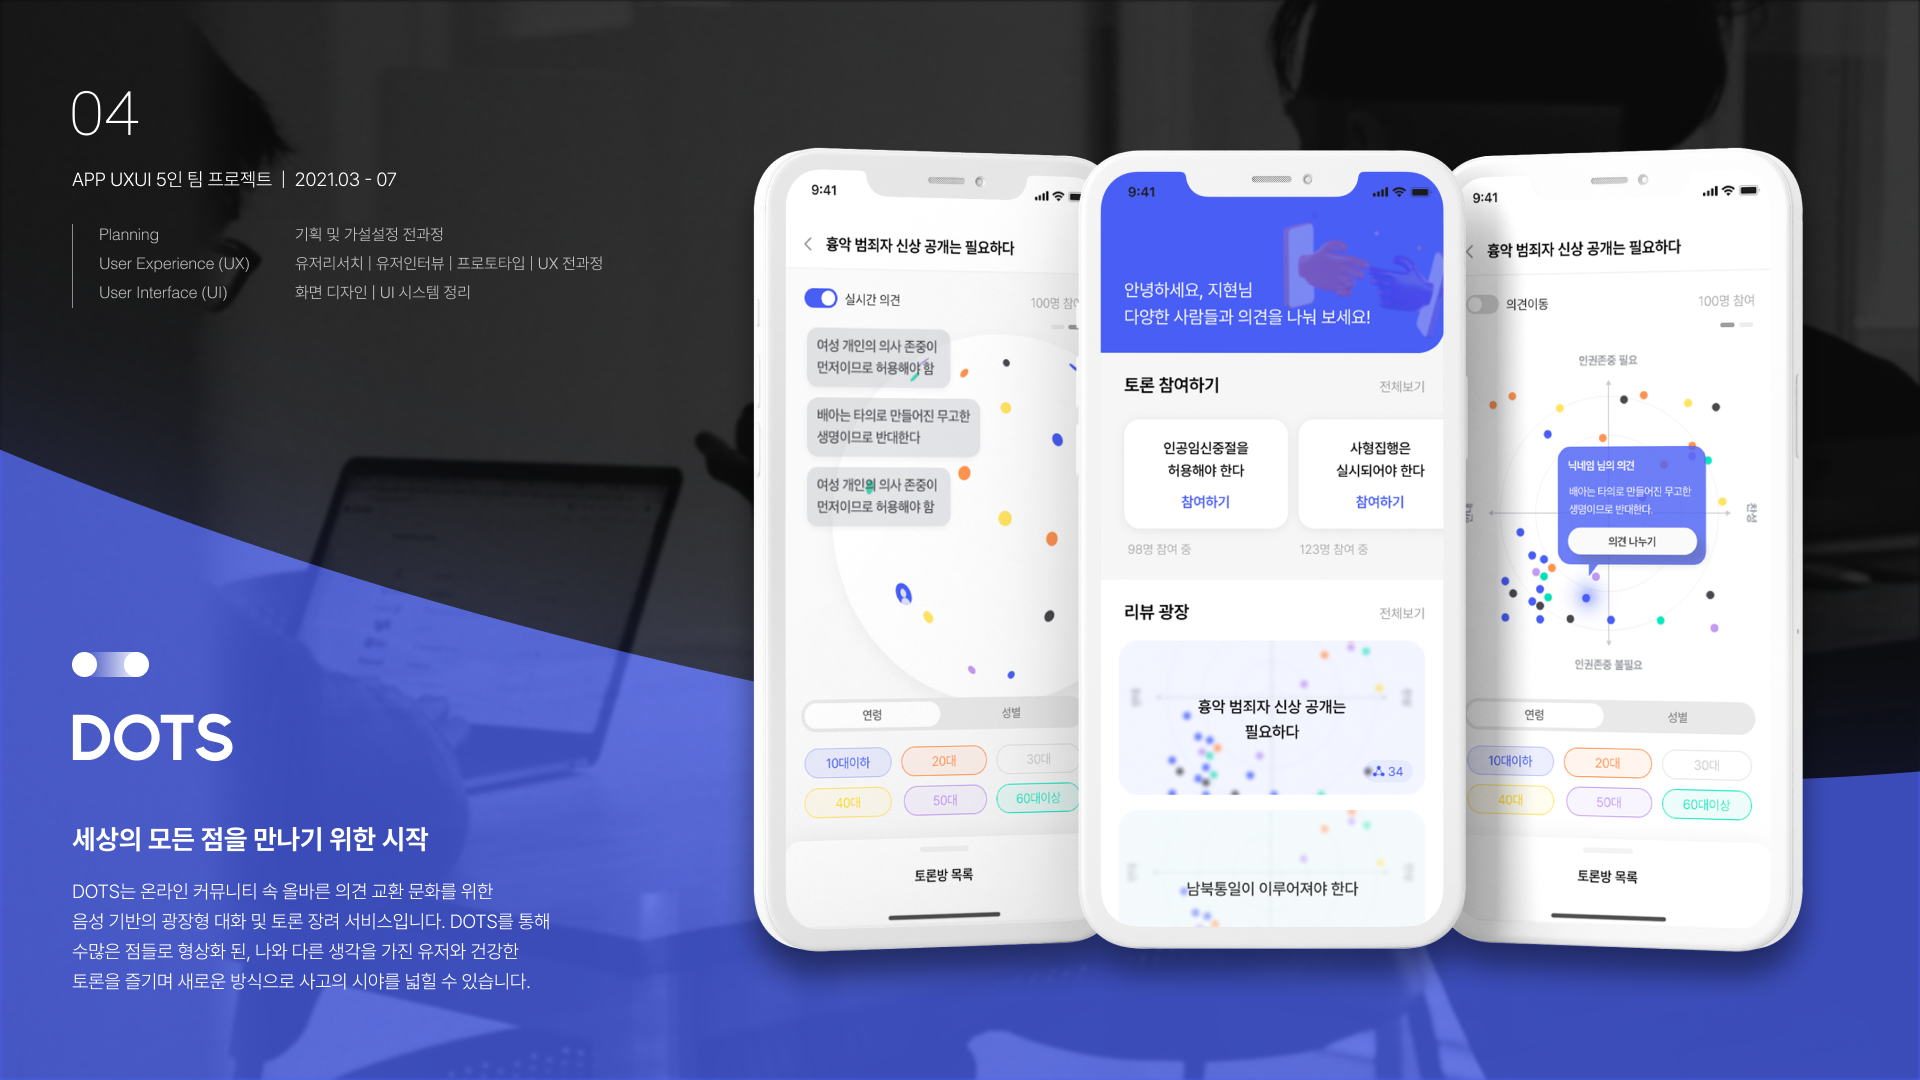 04
APP UXUI 5인 팀 프로젝트 | 2021.03 - 07
Planning 기획 및 가설설정 전과정
User Experience (UX) 유저리서치 | 유저인터뷰 | 프로토타입 | UX 전과정
User Interface (UI) 화면 디자인 | UI 시스템 정리
DOTS
세상의 모든 점을 만나기 위한 시작
DOTS는 온라인 커뮤니티 속 올바른 의견 교환 문화를 위한
음성 기반의 광장형 대화 및 토론 장려 서비스입니다. DOTS를 통해
수많은 점들로 형상화 된, 나와 다른 생각을 가진 유저와 건강한
토론을 즐기며 새로운 방식으로 사고의 시야를 넓힐 수 있습니다.
9:41
흉악 범죄자 신상 공개는 필요하다
실시간 의견
100명 참여
여성 개인의 의사 존중이
먼저이므로 허용해야 함
배아는 타의로 만들어진 무고한
생명이므로 반대한다
여성 개인의 의사 존중이
먼저이므로 허용해야 함
연령 성별
10대이하 20대 30대
40대 50대 60대이상
토론방 목록
9:41
안녕하세요, 지현님
다양한 사람들과 의견을 나눠 보세요!
토론 참여하기 전체보기
인공임신중절을
허용해야 한다
참여하기
98명 참여 중
사형집행은
실시되어야 한다
참여하기
123명 참여 중
리뷰 광장 전체보기
흉악 범죄자 신상 공개는
필요하다
34
남북통일이 이루어져야 한다
9:41
흉악 범죄자 신상 공개는 필요하다
의견이동
100명 참여
인권존중 필요
닉네임 님의 의견
배아는 타의로 만들어진 무고한
생명이므로 반대한다.
의견 나누기
찬성
인권존중 불필요
연령 성별
10대이하 20대 30대
40대 50대 60대이상
토론방 목록